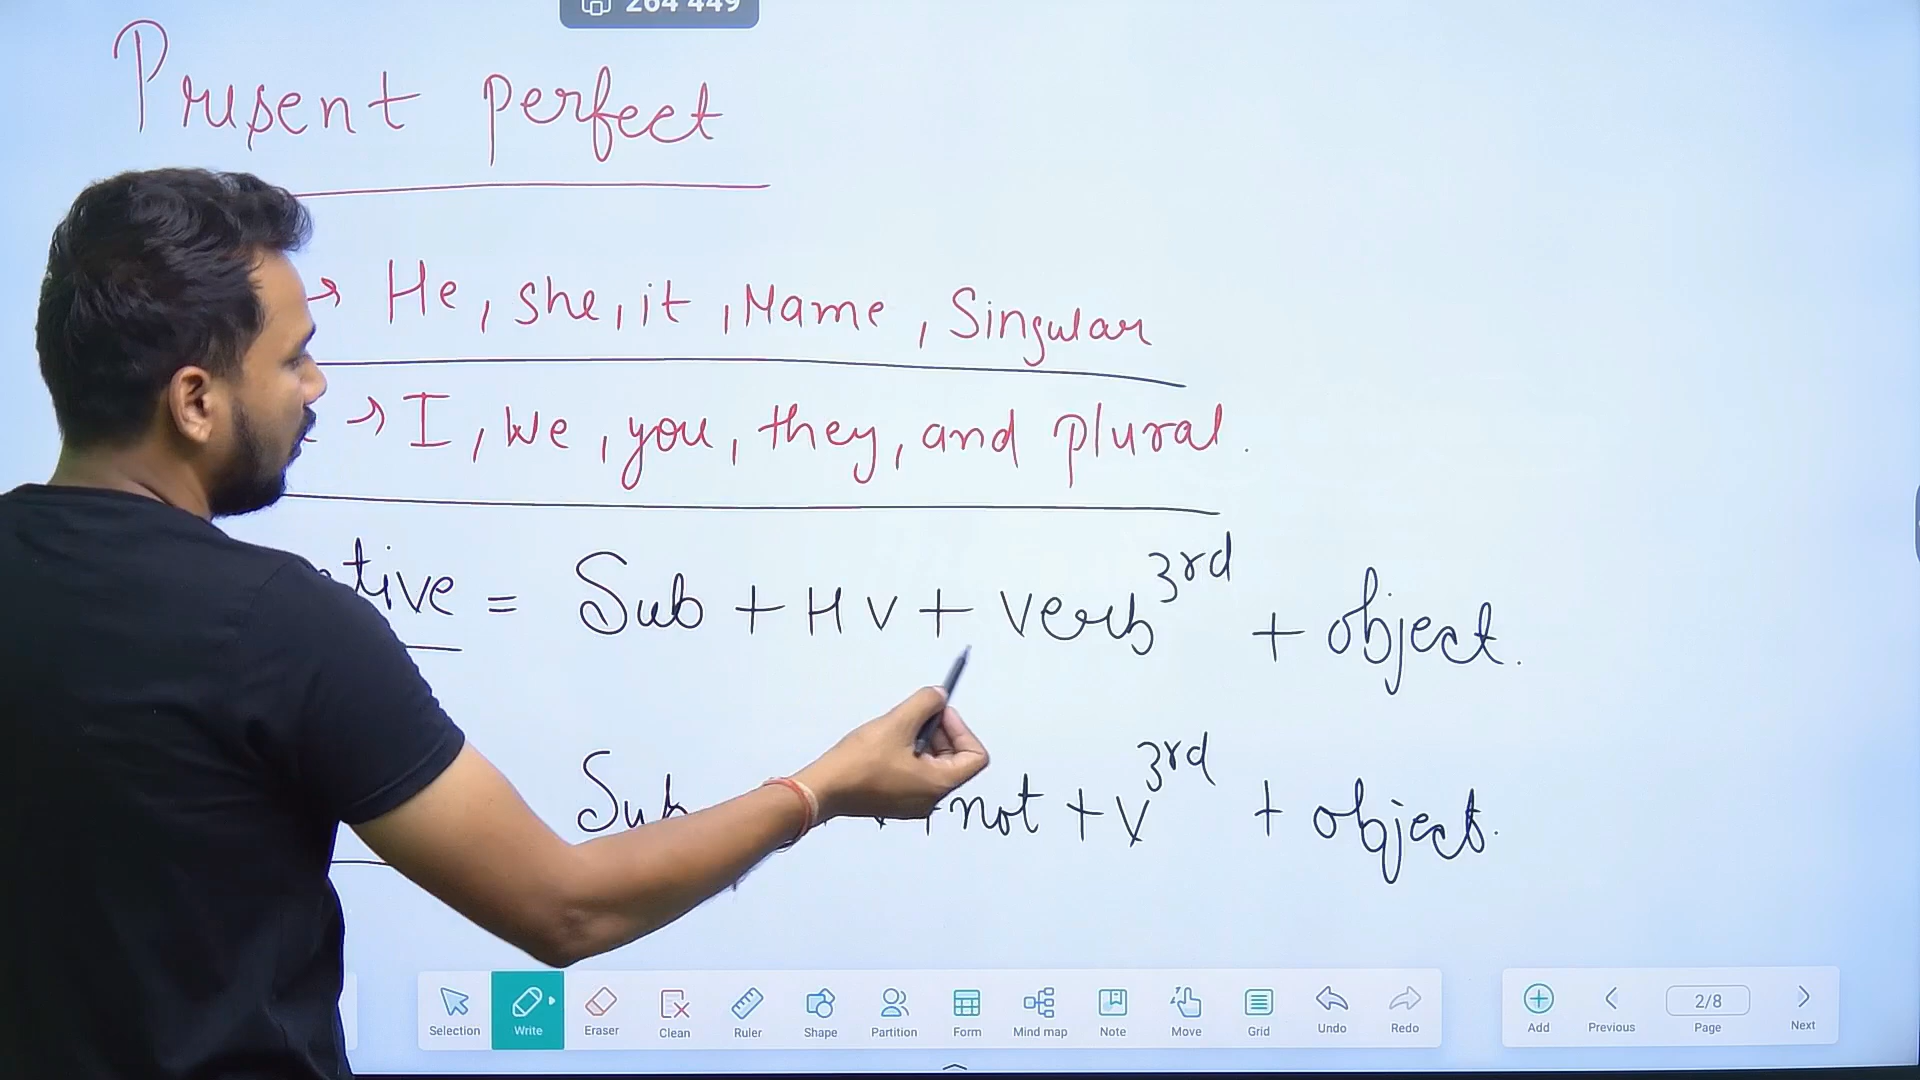 264 449
Present perfect
→ He, she, it, Name, Singular
→ I, We, you, they, and plural.
tive = Sub + HV + Verb 3rd + object.
Sub + not + V 3rd + object.
Selection Write Eraser Clean Ruler Shape Partition Form Mind map Note Move Grid Undo Redo Add Previous 2/8 Page Next